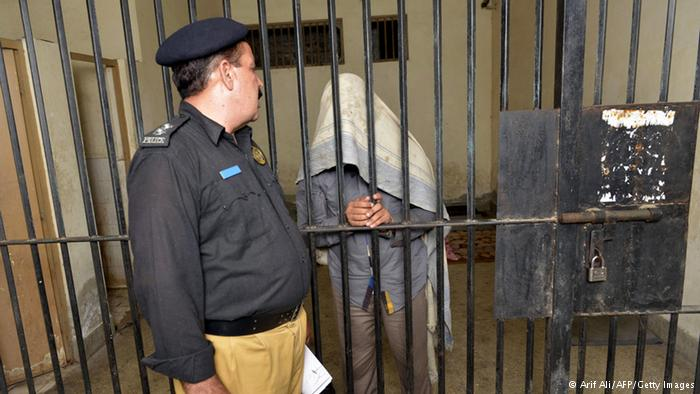 POLICE
© Arif Ali/AFP/Getty Images